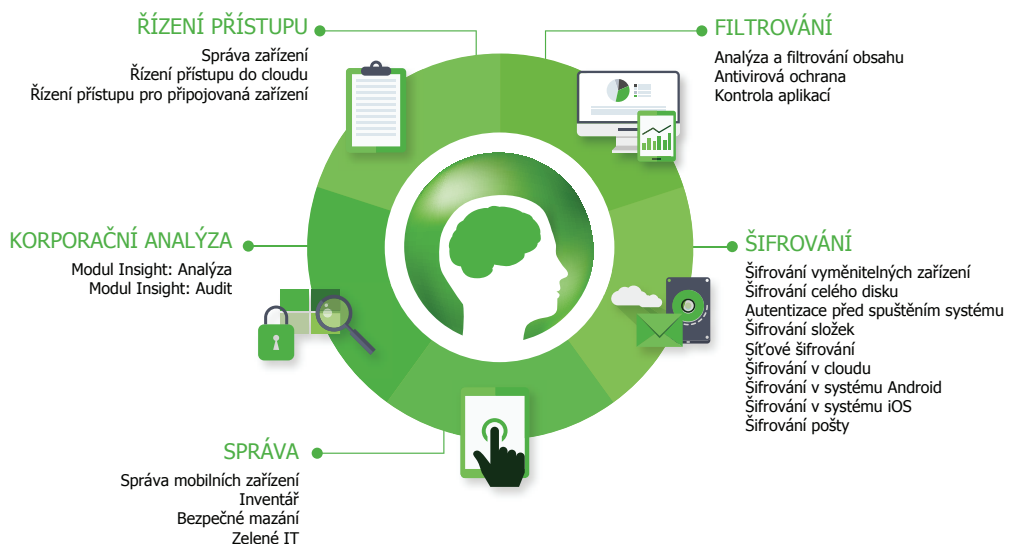 ŘÍZENÍ PŘÍSTUPU
Správa zařízení
Řízení přístupu do cloudu
Řízení přístupu pro připojovaná zařízení
FILTROVÁNÍ
Analýza a filtrování obsahu
Antivirová ochrana
Kontrola aplikací
KORPORAČNÍ ANALÝZA
Modul Insight: Analýza
Modul Insight: Audit
ŠIFROVÁNÍ
Šifrování vyměnitelných zařízení
Šifrování celého disku
Autentizace před spuštěním systému
Šifrování složek
Síťové šifrování
Šifrování v cloudu
Šifrování v systému Android
Šifrování v systému iOS
Šifrování pošty
SPRÁVA
Správa mobilních zařízení
Inventář
Bezpečné mazání
Zelené IT